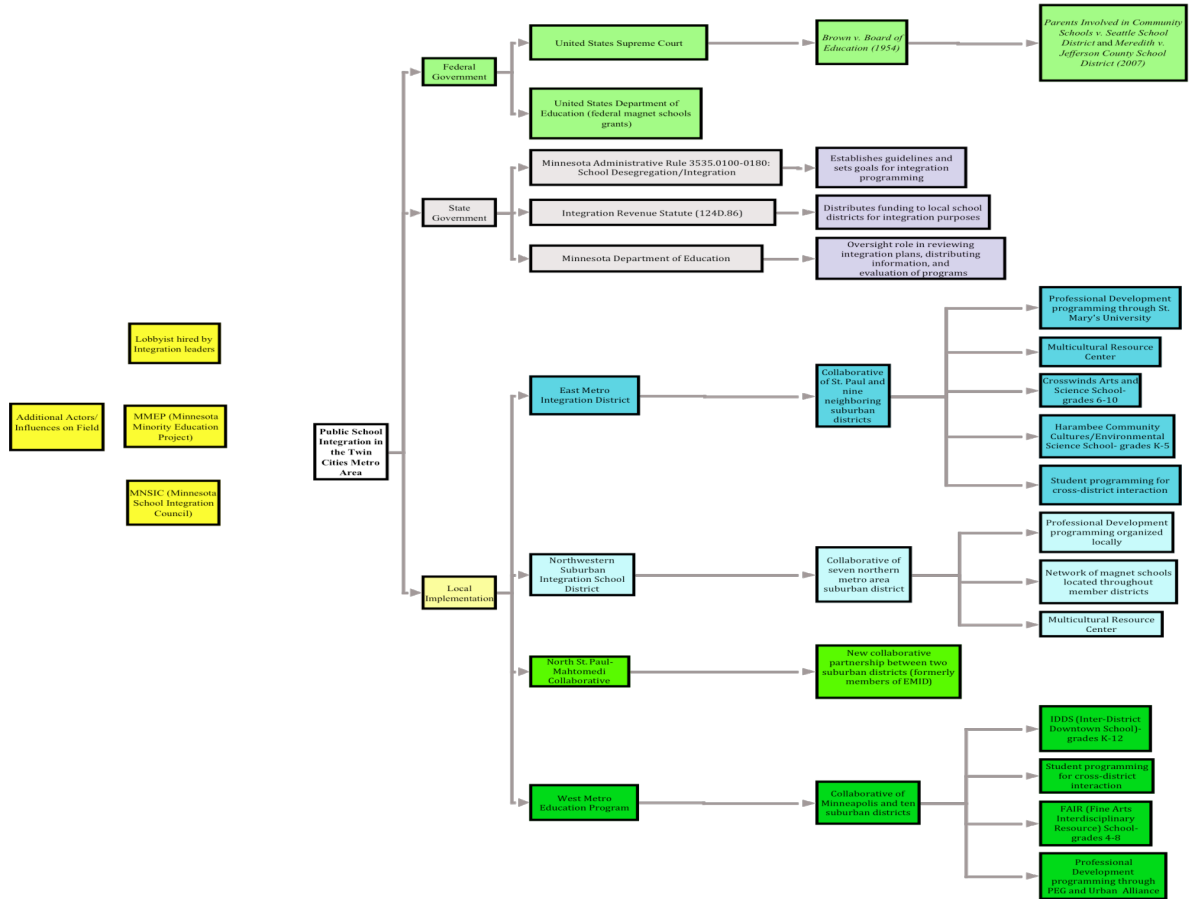 United States Supreme Court
Brown v. Board of
Education (1954)
Parents Involved in Community
Schools v. Seattle School
District and Meredith v.
Jefferson County School
District (2007)
Federal
Government
United States Department of
Education (federal magnet schools
grants)
Minnesota Administrative Rule 3535.0100-0180:
School Desegregation/Integration
Establishes guidelines and
sets goals for integration
programming
State
Government
Integration Revenue Statute (124D.86)
Distributes funding to local school
districts for integration purposes
Minnesota Department of Education
Oversight role in reviewing
integration plans, distributing
information, and
evaluation of programs
Additional Actors/
Influences on Field
Lobbyist hired by
Integration leaders
MMEP (Minnesota
Minority Education
Project)
MNSIC (Minnesota
School Integration
Council)
Public School
Integration in
the Twin
Cities Metro
Area
Local
Implementation
East Metro
Integration District
Collaborative
of St. Paul and
nine
neighboring
suburban
districts
Professional Development
programming through St.
Mary's University
Multicultural Resource
Center
Crosswinds Arts and
Science School-
grades 6-10
Harambee Community
Cultures/Environmental
Science School- grades K-5
Student programming for
cross-district interaction
Northwestern
Suburban
Integration School
District
Collaborative of
seven northern
metro area
suburban district
Professional Development
programming organized
locally
Network of magnet schools
located throughout
member districts
Multicultural Resource
Center
North St. Paul-
Mahtomedi
Collaborative
New collaborative
partnership between two
suburban districts (formerly
members of EMID)
West Metro
Education Program
Collaborative of
Minneapolis and ten
suburban districts
IDDS (Inter-District
Downtown School)-
grades K-12
Student programming
for cross-district
interaction
FAIR (Fine Arts
Interdisciplinary
Resource) School-
grades 4-8
Professional
Development
programming through
PEG and Urban Alliance